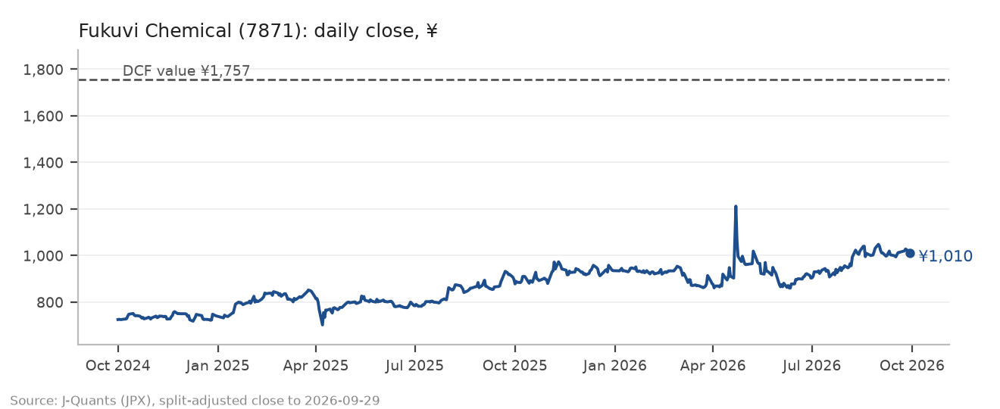 Fukuvi Chemical (7871): daily close, ¥
1,800
DCF value ¥1,757
1,600
1,400
1,200
1,000
¥1,010
800
Oct 2024 Jan 2025 Apr 2025 Jul 2025 Oct 2025 Jan 2026 Apr 2026 Jul 2026 Oct 2026
Source: J-Quants (JPX), split-adjusted close to 2026-09-29